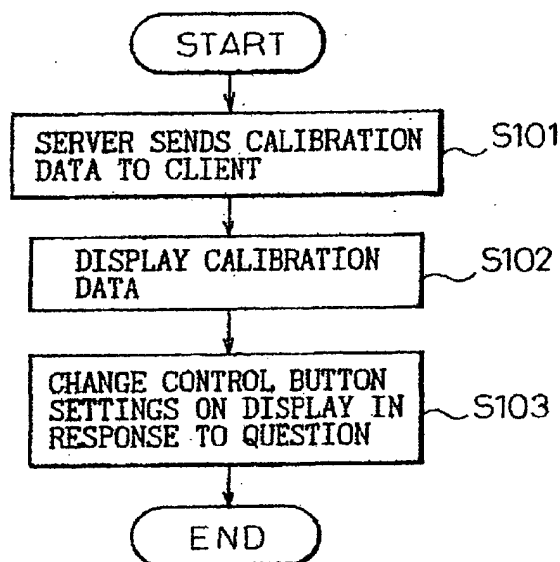 START
SERVER SENDS CALIBRATION
DATA TO CLIENT
S101
DISPLAY CALIBRATION
DATA
S102
CHANGE CONTROL BUTTON
SETTINGS ON DISPLAY IN
RESPONSE TO QUESTION
S103
END